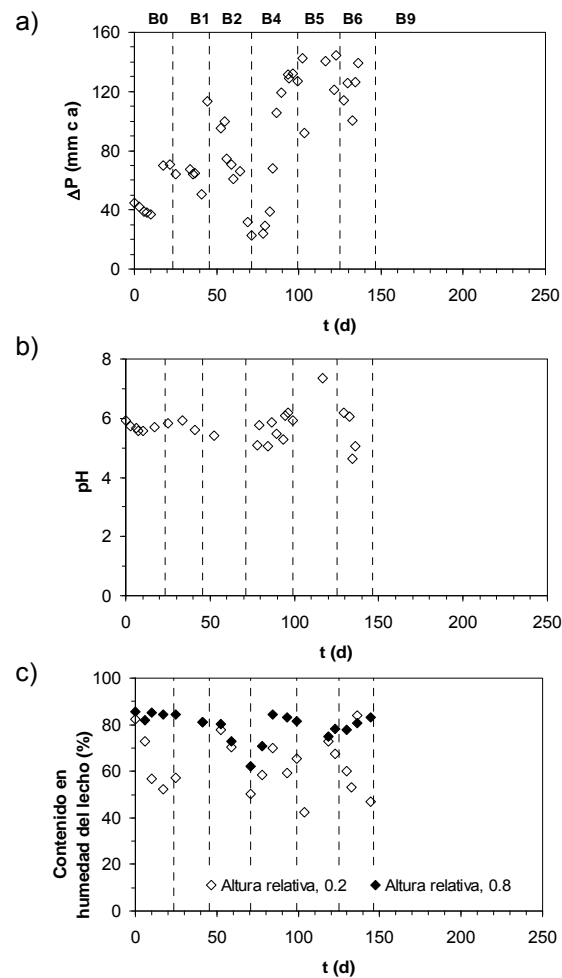 a)
B0 B1 B2 B4 B5 B6 B9
160
120
80
40
0
ΔP (mm c a)
0 50 100 150 200 250
t (d)
b)
8
6
4
2
0
pH
0 50 100 150 200 250
t (d)
c)
100
80
60
40
20
0
Contenido en
humedad del lecho (%)
Altura relativa, 0.2 Altura relativa, 0.8
0 50 100 150 200 250
t (d)